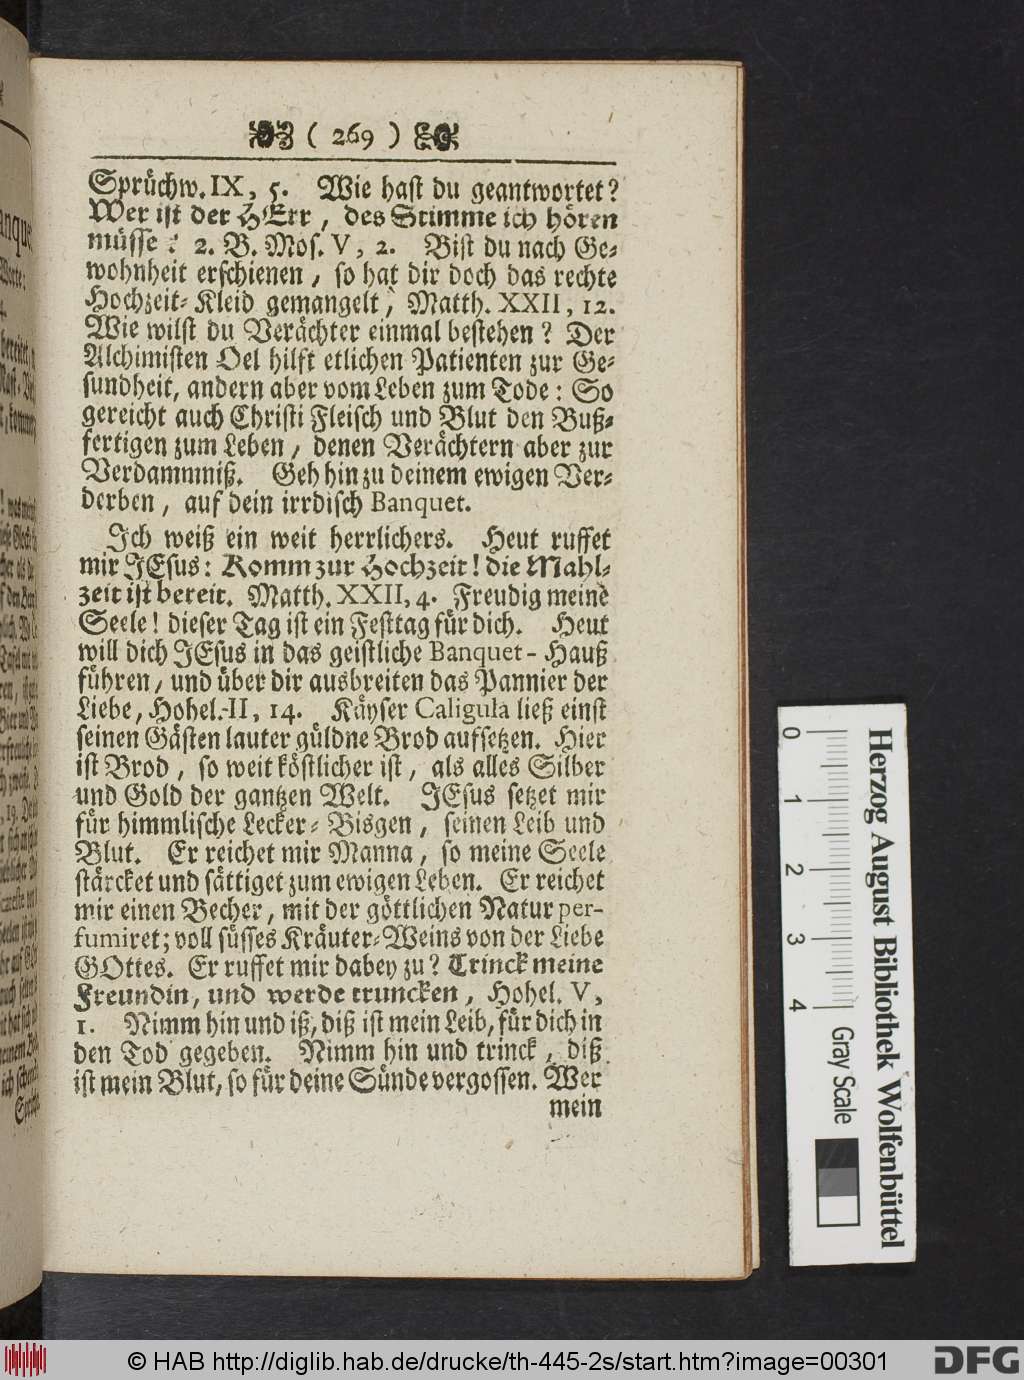 ( 269 )
Sprüchw. IX, 5. Wie hast du geantwortet?
Wer ist der HErr, des Stimme ich hören
müsse? 2. B. Mos. V, 2. Bist du nach Ge-
wohnheit erschienen, so hat dir doch das rechte
Hochzeit-Kleid gemangelt, Matth. XXII, 12.
Wie wilst du Verächter einmal bestehen? Der
Alchimisten Oel hilft etlichen Patienten zur Ge-
sundheit, andern aber vom Leben zum Tode: So
gereicht auch Christi Fleisch und Blut den Buß-
fertigen zum Leben, denen Verächtern aber zur
Verdammniß. Geh hin zu deinem ewigen Ver-
derben, auf dein irrdisch Banquet.
Ich weiß ein weit herrlichers. Heut ruffet
mir JEsus: Komm zur Hochzeit! die Mahl-
zeit ist bereit. Matth. XXII, 4. Freudig meine
Seele! dieser Tag ist ein Festtag für dich. Heut
will dich JEsus in das geistliche Banquet-Hauß
führen, und über dir ausbreiten das Pannier der
Liebe, Hohel. II, 14. Käyser Caligula ließ einst
seinen Gästen lauter güldne Brod aufsetzen. Hier
ist Brod, so weit köstlicher ist, als alles Silber
und Gold der gantzen Welt. JEsus setzet mir
für himmlische Lecker-Bisgen, seinen Leib und
Blut. Er reichet mir Manna, so meine Seele
stärcket und sättiget zum ewigen Leben. Er reichet
mir einen Becher, mit der göttlichen Natur per-
fumiret; voll süsses Kräuter-Weins von der Liebe
GOttes. Er ruffet mir dabey zu? Trinck meine
Freundin, und werde truncken, Hohel. V,
1. Nimm hin und iß, diß ist mein Leib, für dich in
den Tod gegeben. Nimm hin und trinck, diß
ist mein Blut, so für deine Sünde vergossen. Wer
mein
0 1 2 3 4 Gray Scale
Herzog August Bibliothek Wolfenbüttel
© HAB http://diglib.hab.de/drucke/th-445-2s/start.htm?image=00301
DFG